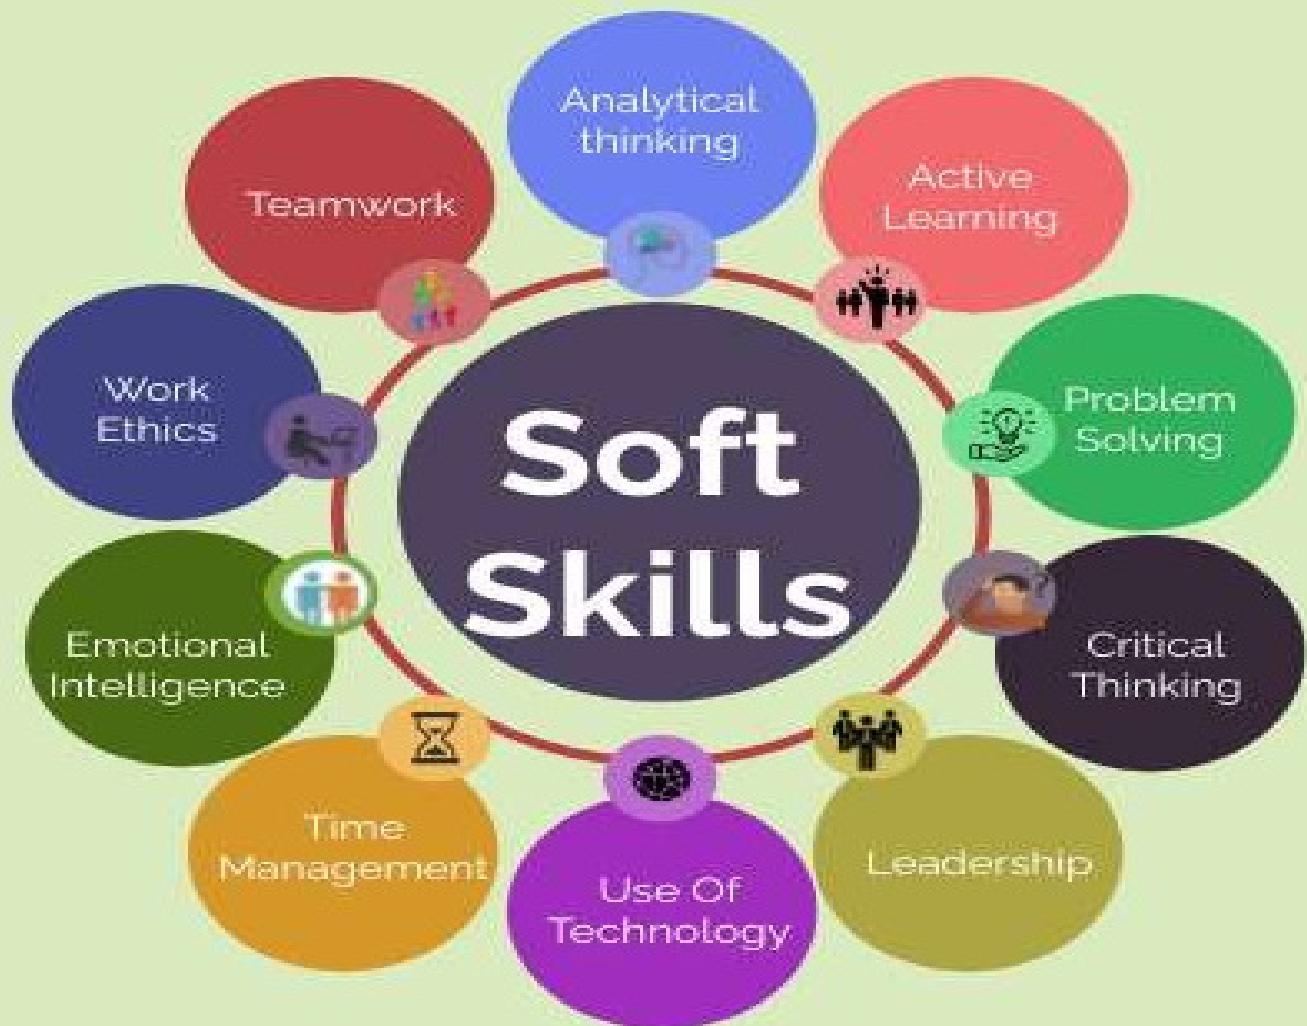 Soft
Skills
Analytical
thinking
Active
Learning
Problem
Solving
Critical
Thinking
Leadership
Use Of
Technology
Time
Management
Emotional
Intelligence
Work
Ethics
Teamwork